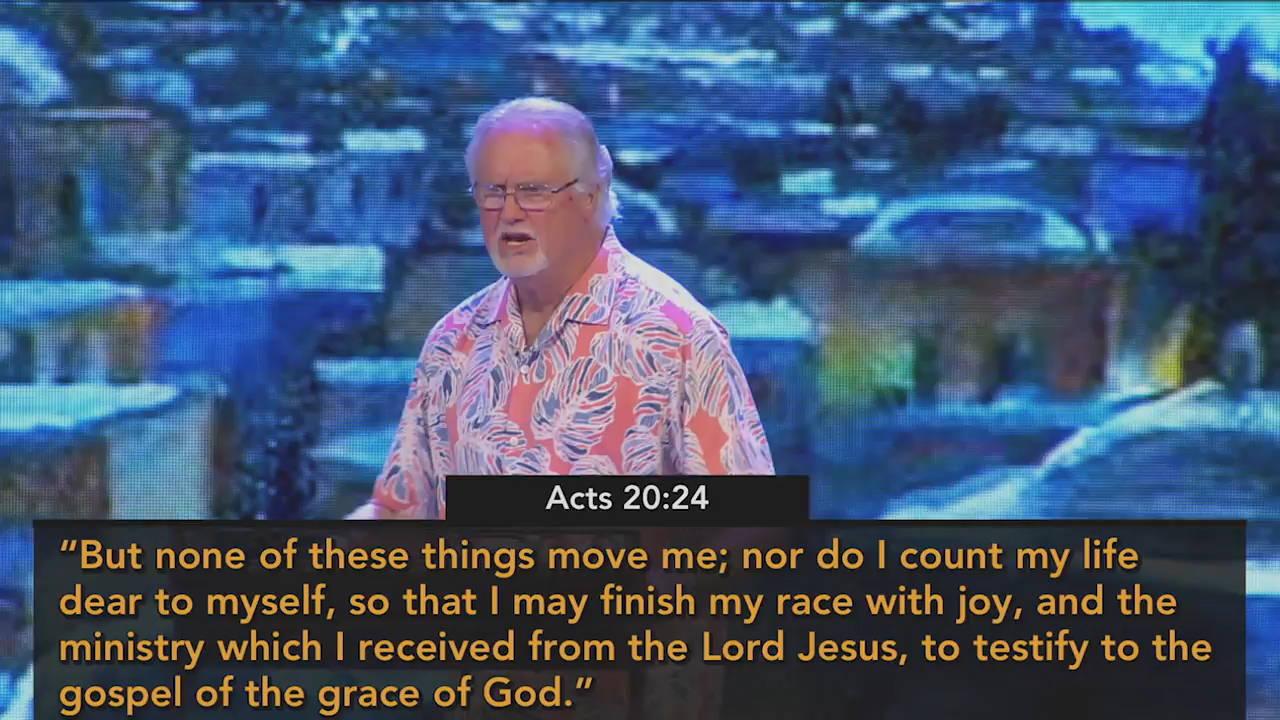 Acts 20:24
“But none of these things move me; nor do I count my life
dear to myself, so that I may finish my race with joy, and the
ministry which I received from the Lord Jesus, to testify to the
gospel of the grace of God.”